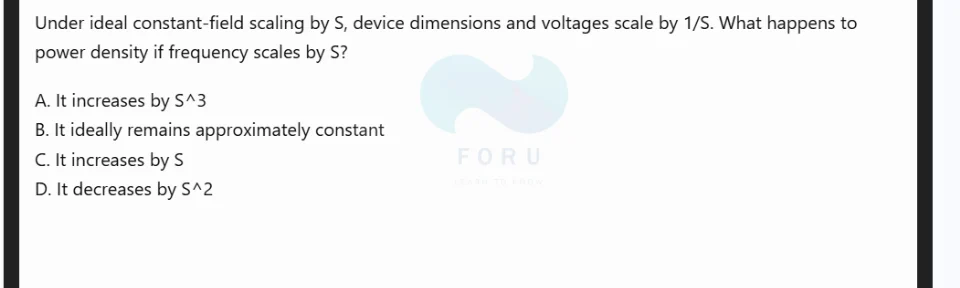 Under ideal constant-field scaling by S, device dimensions and voltages scale by 1/S. What happens to
power density if frequency scales by S?
A. It increases by S^3
B. It ideally remains approximately constant
C. It increases by S
D. It decreases by S^2
FORU